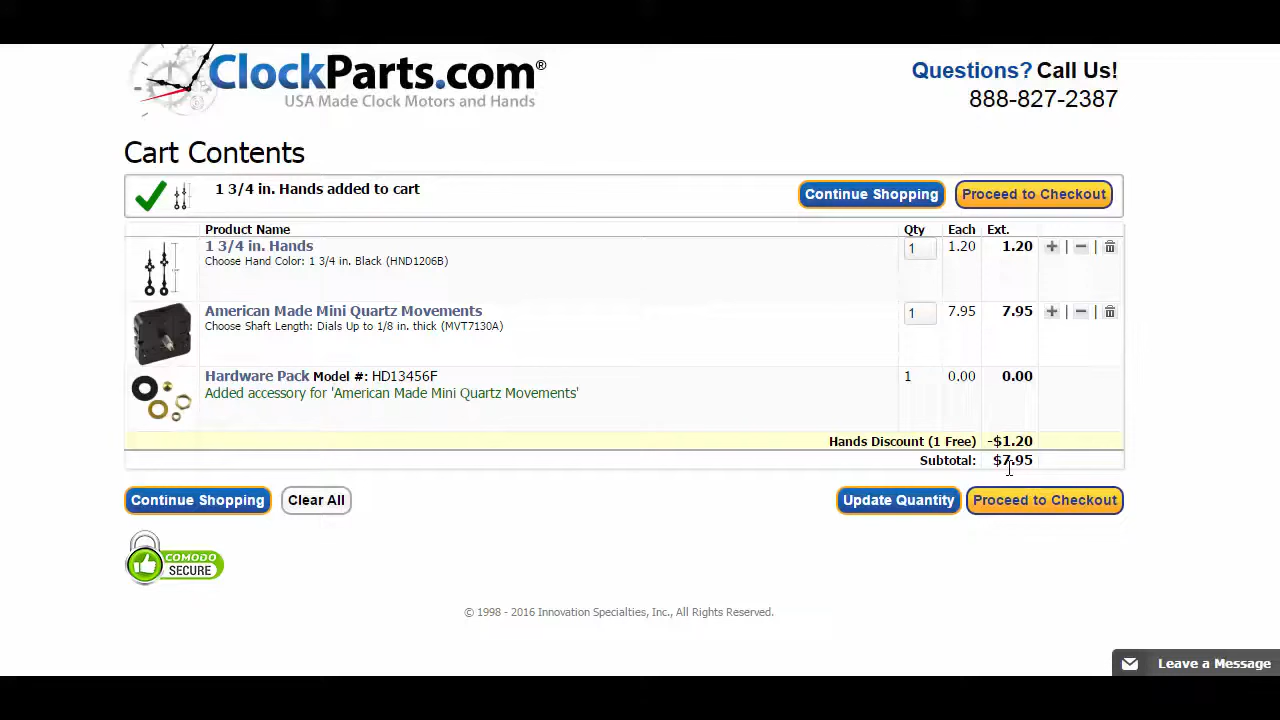 ClockParts.com®
USA Made Clock Motors and Hands
Questions? Call Us!
888-827-2387
Cart Contents
1 3/4 in. Hands added to cart
Continue Shopping
Proceed to Checkout
Product Name Qty Each Ext.
1 3/4 in. Hands 1 1.20 1.20
Choose Hand Color: 1 3/4 in. Black (HND1206B)
American Made Mini Quartz Movements 1 7.95 7.95
Choose Shaft Length: Dials Up to 1/8 in. thick (MVT7130A)
Hardware Pack Model #: HD13456F 1 0.00 0.00
Added accessory for 'American Made Mini Quartz Movements'
Hands Discount (1 Free) -$1.20
Subtotal: $7.95
Continue Shopping Clear All Update Quantity Proceed to Checkout
COMODO
SECURE
© 1998 - 2016 Innovation Specialties, Inc., All Rights Reserved.
Leave a Message